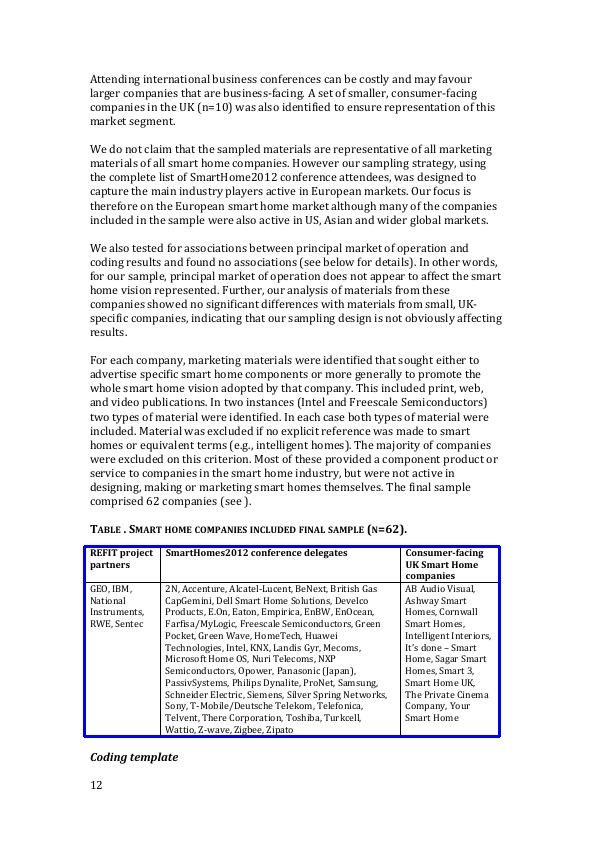 Attending international business conferences can be costly and may favour
larger companies that are business-facing. A set of smaller, consumer-facing
companies in the UK (n=10) was also identified to ensure representation of this
market segment.
We do not claim that the sampled materials are representative of all marketing
materials of all smart home companies. However our sampling strategy, using
the complete list of SmartHome2012 conference attendees, was designed to
capture the main industry players active in European markets. Our focus is
therefore on the European smart home market although many of the companies
included in the sample were also active in US, Asian and wider global markets.
We also tested for associations between principal market of operation and
coding results and found no associations (see below for details). In other words,
for our sample, principal market of operation does not appear to affect the smart
home vision represented. Further, our analysis of materials from these
companies showed no significant differences with materials from small, UK-
specific companies, indicating that our sampling design is not obviously affecting
results.
For each company, marketing materials were identified that sought either to
advertise specific smart home components or more generally to promote the
whole smart home vision adopted by that company. This included print, web,
and video publications. In two instances (Intel and Freescale Semiconductors)
two types of material were identified. In each case both types of material were
included. Material was excluded if no explicit reference was made to smart
homes or equivalent terms (e.g., intelligent homes). The majority of companies
were excluded on this criterion. Most of these provided a component product or
service to companies in the smart home industry, but were not active in
designing, making or marketing smart homes themselves. The final sample
comprised 62 companies (see ).
TABLE . SMART HOME COMPANIES INCLUDED FINAL SAMPLE (N=62).
REFIT project
partners
SmartHomes2012 conference delegates
Consumer-facing
UK Smart Home
companies
GEO, IBM,
National
Instruments,
RWE, Sentec
2N, Accenture, Alcatel-Lucent, BeNext, British Gas
CapGemini, Dell Smart Home Solutions, Develco
Products, E.On, Eaton, Empirica, EnBW, EnOcean,
Farfisa/MyLogic, Freescale Semiconductors, Green
Pocket, Green Wave, HomeTech, Huawei
Technologies, Intel, KNX, Landis Gyr, Mecoms,
Microsoft Home OS, Nuri Telecoms, NXP
Semiconductors, Opower, Panasonic (Japan),
PassivSystems, Philips Dynalite, ProNet, Samsung,
Schneider Electric, Siemens, Silver Spring Networks,
Sony, T-Mobile/Deutsche Telekom, Telefonica,
Telvent, There Corporation, Toshiba, Turkcell,
Wattio, Z-wave, Zigbee, Zipato
AB Audio Visual,
Ashway Smart
Homes, Cornwall
Smart Homes,
Intelligent Interiors,
It's done – Smart
Home, Sagar Smart
Homes, Smart 3,
Smart Home UK,
The Private Cinema
Company, Your
Smart Home
Coding template
12